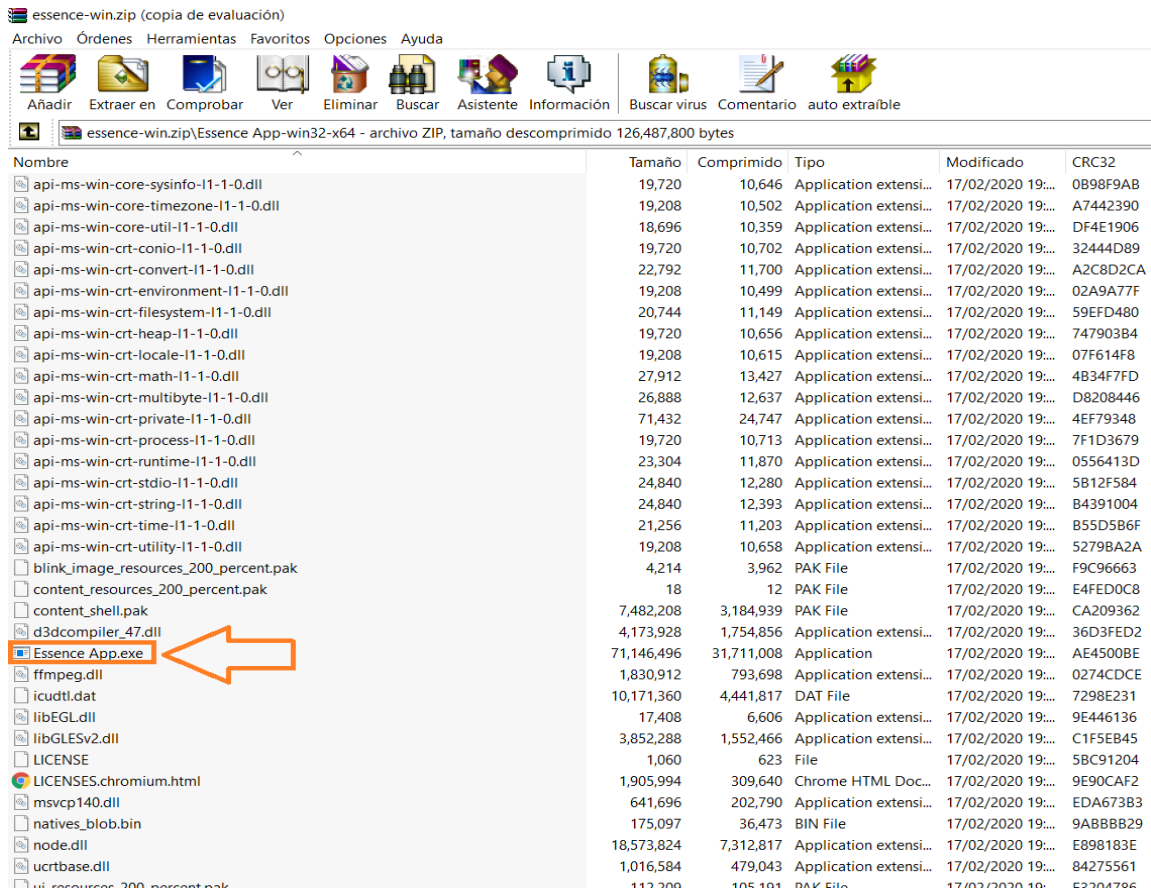 essence-win.zip (copia de evaluación)
Archivo Órdenes Herramientas Favoritos Opciones Ayuda
Añadir Extraer en Comprobar Ver Eliminar Buscar Asistente Información Buscar virus Comentario auto extraíble
essence-win.zip\Essence App-win32-x64 - archivo ZIP, tamaño descomprimido 126,487,800 bytes
Nombre Tamaño Comprimido Tipo Modificado CRC32
api-ms-win-core-sysinfo-l1-1-0.dll 19,720 10,646 Application extensi... 17/02/2020 19:... 0B98F9AB
api-ms-win-core-timezone-l1-1-0.dll 19,208 10,502 Application extensi... 17/02/2020 19:... A7442390
api-ms-win-core-util-l1-1-0.dll 18,696 10,359 Application extensi... 17/02/2020 19:... DF4E1906
api-ms-win-crt-conio-l1-1-0.dll 19,720 10,702 Application extensi... 17/02/2020 19:... 32444D89
api-ms-win-crt-convert-l1-1-0.dll 22,792 11,700 Application extensi... 17/02/2020 19:... A2C8D2CA
api-ms-win-crt-environment-l1-1-0.dll 19,208 10,499 Application extensi... 17/02/2020 19:... 02A9A77F
api-ms-win-crt-filesystem-l1-1-0.dll 20,744 11,149 Application extensi... 17/02/2020 19:... 59EFD480
api-ms-win-crt-heap-l1-1-0.dll 19,720 10,656 Application extensi... 17/02/2020 19:... 747903B4
api-ms-win-crt-locale-l1-1-0.dll 19,208 10,615 Application extensi... 17/02/2020 19:... 07F614F8
api-ms-win-crt-math-l1-1-0.dll 27,912 13,427 Application extensi... 17/02/2020 19:... 4B34F7FD
api-ms-win-crt-multibyte-l1-1-0.dll 26,888 12,637 Application extensi... 17/02/2020 19:... D8208446
api-ms-win-crt-private-l1-1-0.dll 71,432 24,747 Application extensi... 17/02/2020 19:... 4EF79348
api-ms-win-crt-process-l1-1-0.dll 19,720 10,713 Application extensi... 17/02/2020 19:... 7F1D3679
api-ms-win-crt-runtime-l1-1-0.dll 23,304 11,870 Application extensi... 17/02/2020 19:... 0556413D
api-ms-win-crt-stdio-l1-1-0.dll 24,840 12,280 Application extensi... 17/02/2020 19:... 5B12F584
api-ms-win-crt-string-l1-1-0.dll 24,840 12,393 Application extensi... 17/02/2020 19:... B4391004
api-ms-win-crt-time-l1-1-0.dll 21,256 11,203 Application extensi... 17/02/2020 19:... B55D5B6F
api-ms-win-crt-utility-l1-1-0.dll 19,208 10,658 Application extensi... 17/02/2020 19:... 5279BA2A
blink_image_resources_200_percent.pak 4,214 3,962 PAK File 17/02/2020 19:... F9C96663
content_resources_200_percent.pak 18 12 PAK File 17/02/2020 19:... E4FED0C8
content_shell.pak 7,482,208 3,184,939 PAK File 17/02/2020 19:... CA209362
d3dcompiler_47.dll 4,173,928 1,754,856 Application extensi... 17/02/2020 19:... 36D3FED2
Essence App.exe 71,146,496 31,711,008 Application 17/02/2020 19:... AE4500BE
ffmpeg.dll 1,830,912 793,698 Application extensi... 17/02/2020 19:... 0274CDCE
icudtl.dat 10,171,360 4,441,817 DAT File 17/02/2020 19:... 7298E231
libEGL.dll 17,408 6,606 Application extensi... 17/02/2020 19:... 9E446136
libGLESv2.dll 3,852,288 1,552,466 Application extensi... 17/02/2020 19:... C1F5EB45
LICENSE 1,060 623 File 17/02/2020 19:... 5BC91204
LICENSES.chromium.html 1,905,994 309,640 Chrome HTML Doc... 17/02/2020 19:... 9E90CAF2
msvcp140.dll 641,696 202,790 Application extensi... 17/02/2020 19:... EDA673B3
natives_blob.bin 175,097 36,473 BIN File 17/02/2020 19:... 9ABBBB29
node.dll 18,573,824 7,312,817 Application extensi... 17/02/2020 19:... E898183E
ucrtbase.dll 1,016,584 479,043 Application extensi... 17/02/2020 19:... 84275561
ui_resources_200_percent.pak 112,209 105,191 PAK File 17/02/2020 19:... F3204786